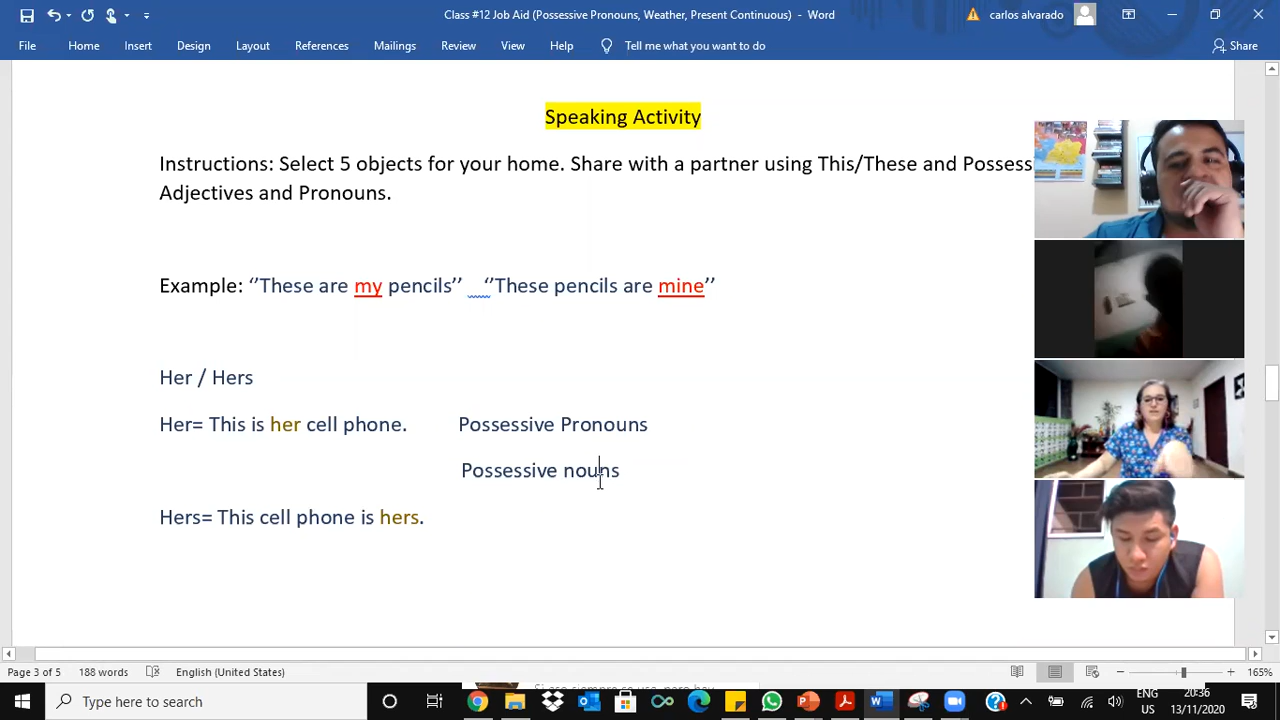 Class #12 Job Aid (Possessive Pronouns, Weather, Present Continuous) - Word
carlos alvarado
File Home Insert Design Layout References Mailings Review View Help Tell me what you want to do Share
Speaking Activity
Instructions: Select 5 objects for your home. Share with a partner using This/These and Possess
Adjectives and Pronouns.
Example: ‘’These are my pencils’’ ‘’These pencils are mine’’
Her / Hers
Her= This is her cell phone. Possessive Pronouns
Possessive nouns
Hers= This cell phone is hers.
Page 3 of 5 188 words English (United States) 165%
Type here to search
ENG
US
20:36
13/11/2020